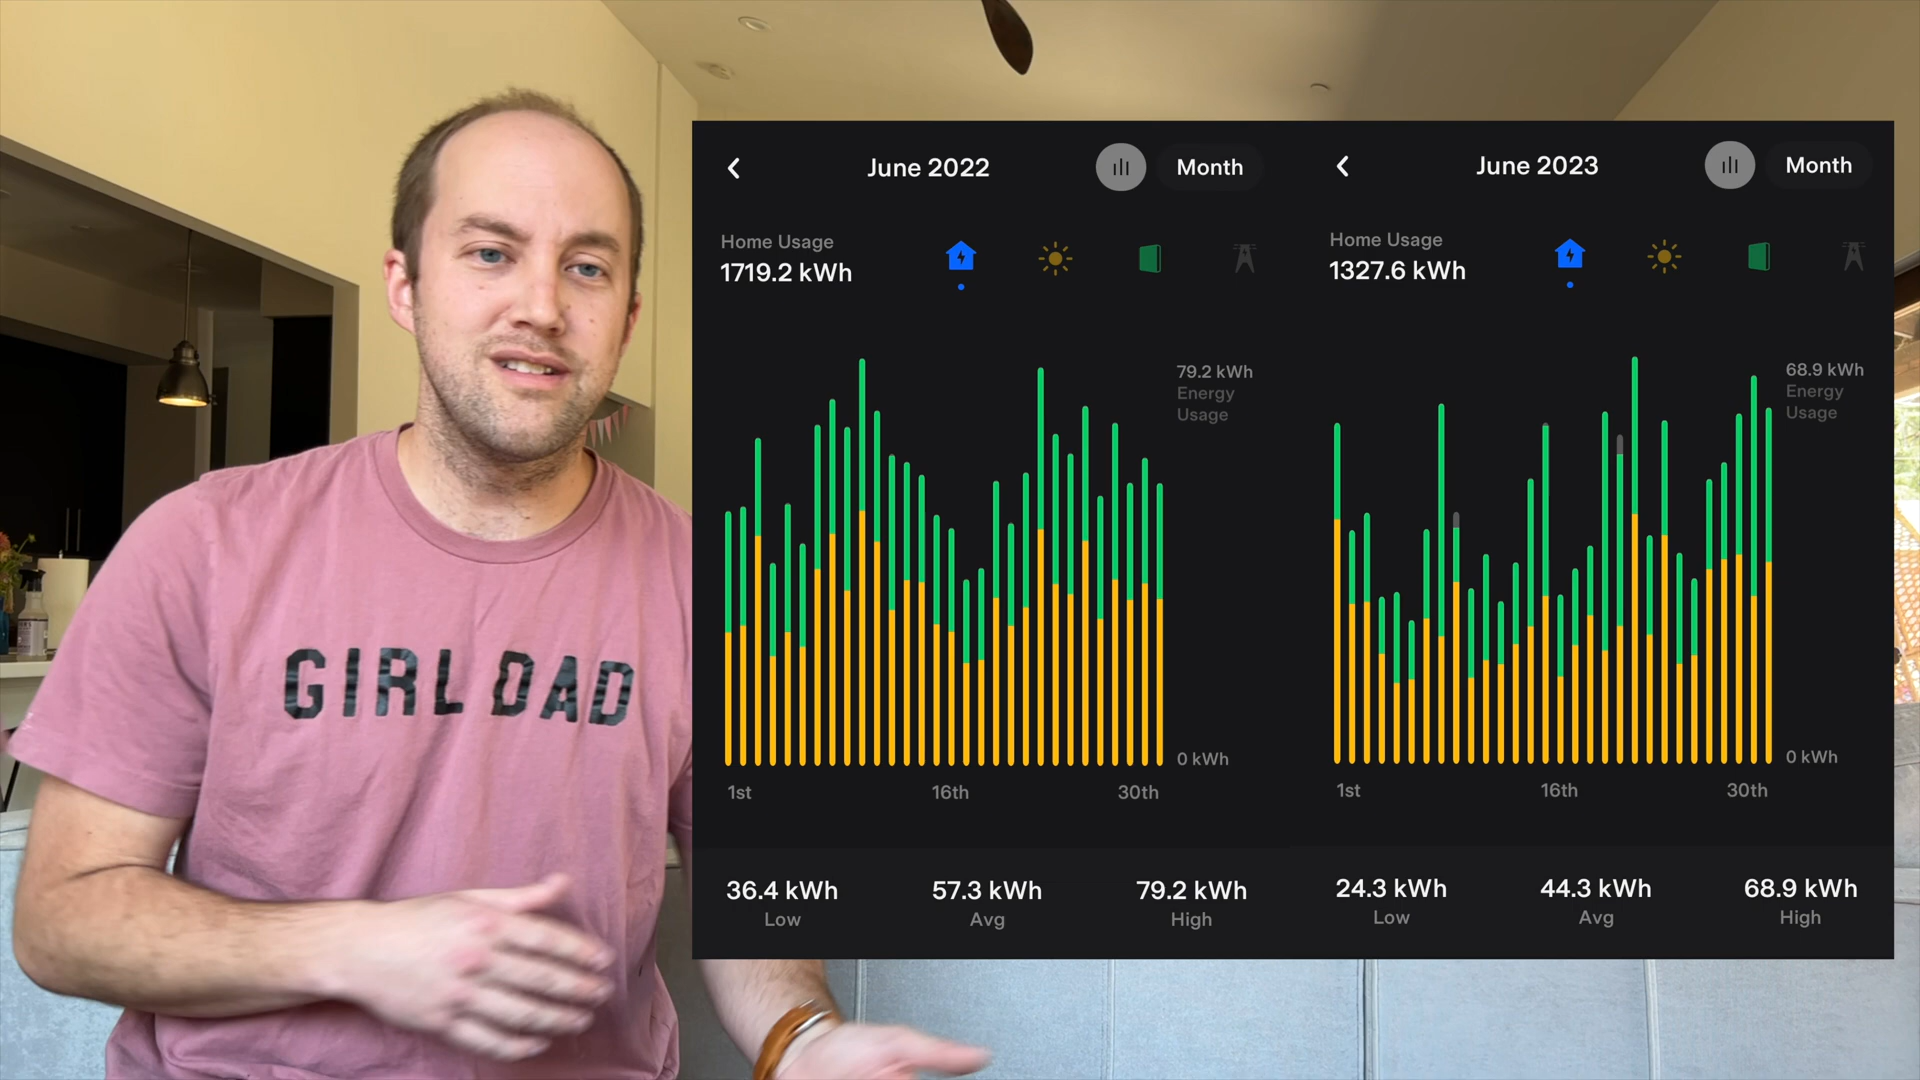 GIRL DAD
June 2022
Month
Home Usage
1719.2 kWh
79.2 kWh
Energy
Usage
0 kWh
1st
16th
30th
36.4 kWh
Low
57.3 kWh
Avg
79.2 kWh
High
June 2023
Month
Home Usage
1327.6 kWh
68.9 kWh
Energy
Usage
0 kWh
1st
16th
30th
24.3 kWh
Low
44.3 kWh
Avg
68.9 kWh
High